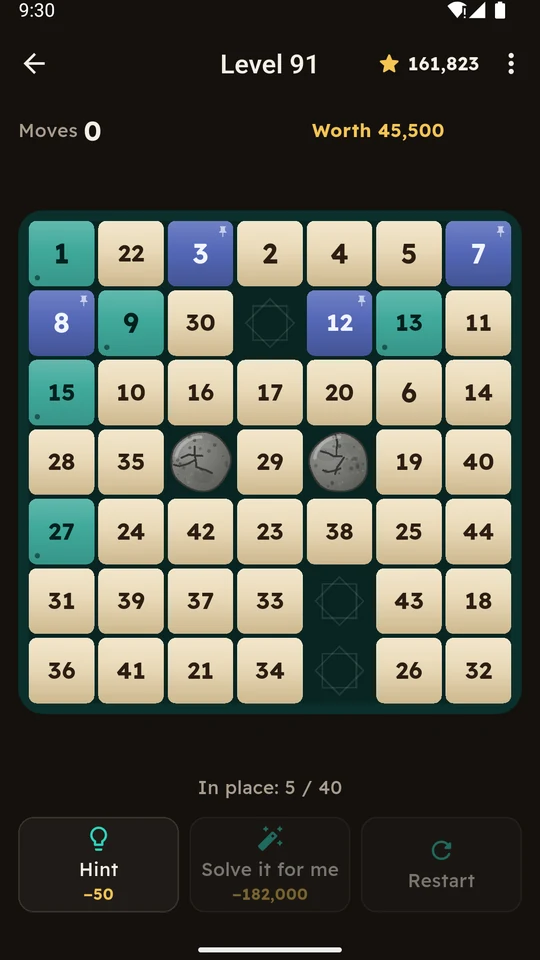 9:30
Level 91
161,823
Moves 0
Worth 45,500
1 22 3 2 4 5 7
8 9 30 12 13 11
15 10 16 17 20 6 14
28 35 29 19 40
27 24 42 23 38 25 44
31 39 37 33 43 18
36 41 21 34 26 32
In place: 5 / 40
Hint
−50
Solve it for me
−182,000
Restart